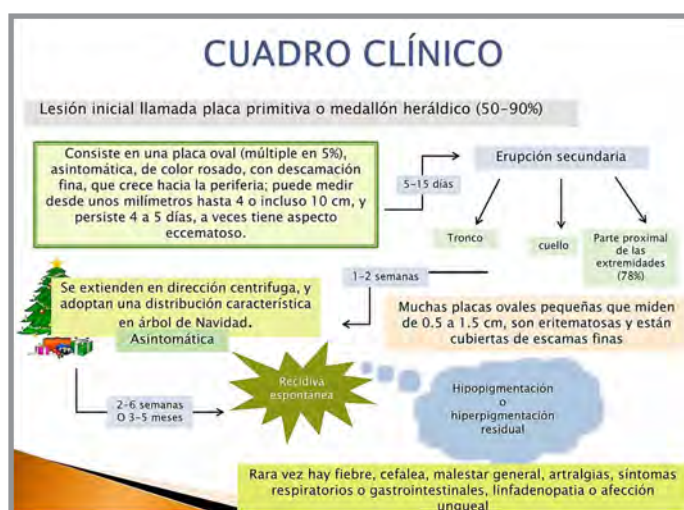 CUADRO CLÍNICO
Lesión inicial llamada placa primitiva o medallón heráldico (50-90%)
Consiste en una placa oval (múltiple en 5%),
asintomática, de color rosado, con descamación
fina, que crece hacia la periferia; puede medir
desde unos milímetros hasta 4 o incluso 10 cm, y
persiste 4 a 5 días, a veces tiene aspecto
eccematoso.
5-15 días
Erupción secundaria
Tronco
cuello
Parte proximal
de las
extremidades
(78%)
1-2 semanas
Se extienden en dirección centrifuga, y
adoptan una distribución característica
en árbol de Navidad.
Asintomática
Muchas placas ovales pequeñas que miden
de 0.5 a 1.5 cm, son eritematosas y están
cubiertas de escamas finas
2-6 semanas
O 3-5 meses
Recidiva
espontanea
Hipopigmentación
o
hiperpigmentación
residual
Rara vez hay fiebre, cefalea, malestar general, artralgias, síntomas
respiratorios o gastrointestinales, linfadenopatia o afección
ungueal